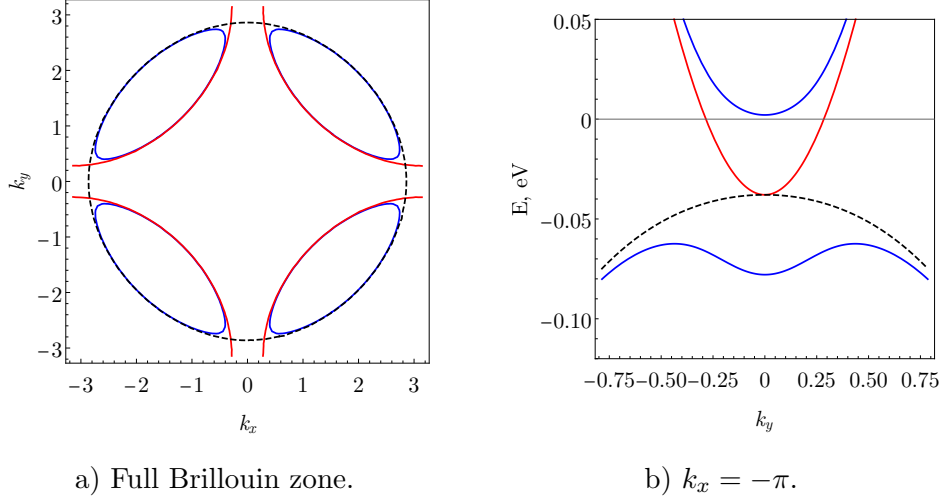 3
2
1
0
−1
−2
−3
k_y
−3 −2 −1 0 1 2 3
k_x
a) Full Brillouin zone.
0.05
0
−0.05
−0.10
E, eV
−0.75 −0.50 −0.25 0 0.25 0.50 0.75
k_y
b) k_x = −π.